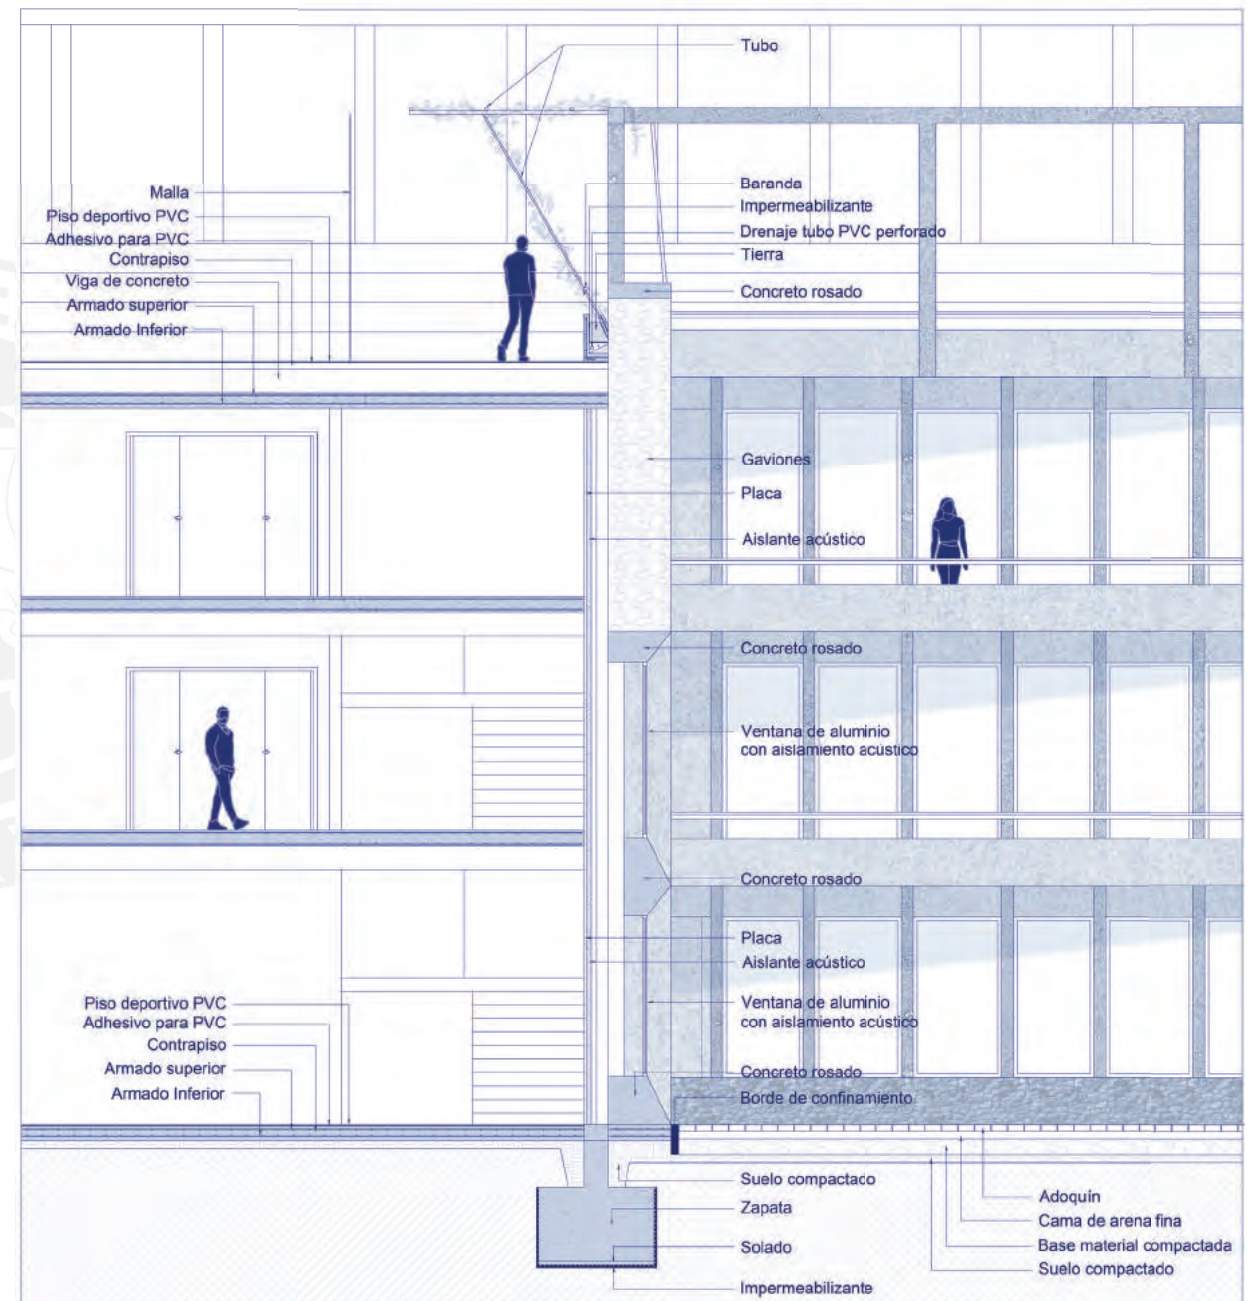 Tubo
Malla
Piso deportivo PVC
Adhesivo para PVC
Contrapiso
Viga de concreto
Armado superior
Armado Inferior
Baranda
Impermeabilizante
Drenaje tubo PVC perforado
Tierra
Concreto rosado
Gaviones
Placa
Aislante acústico
Concreto rosado
Ventana de aluminio
con aislamiento acústico
Concreto rosado
Placa
Aislante acústico
Ventana de aluminio
con aislamiento acústico
Concreto rosado
Borde de confinamiento
Piso deportivo PVC
Adhesivo para PVC
Contrapiso
Armado superior
Armado Inferior
Suelo compactaco
Zapata
Solado
Impermeabilizante
Adoquín
Cama de arena fina
Base material compactada
Suelo compactado